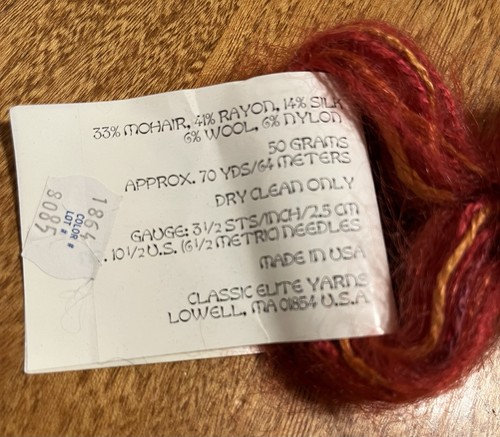 33% MOHAIR, 41% RAYON, 14% SILK
6% WOOL, 6% NYLON
50 GRAMS
APPROX. 70 YDS/64 METERS
DRY CLEAN ONLY
GAUGE: 3 1/2 STS/INCH/2.5 CM
. 10 1/2 U.S. (6 1/2 METRIC) NEEDLES
MADE IN USA
CLASSIC ELITE YARNS
LOWELL, MA 01854 U.S.A.
1864
COLOR #
LOT #
8085